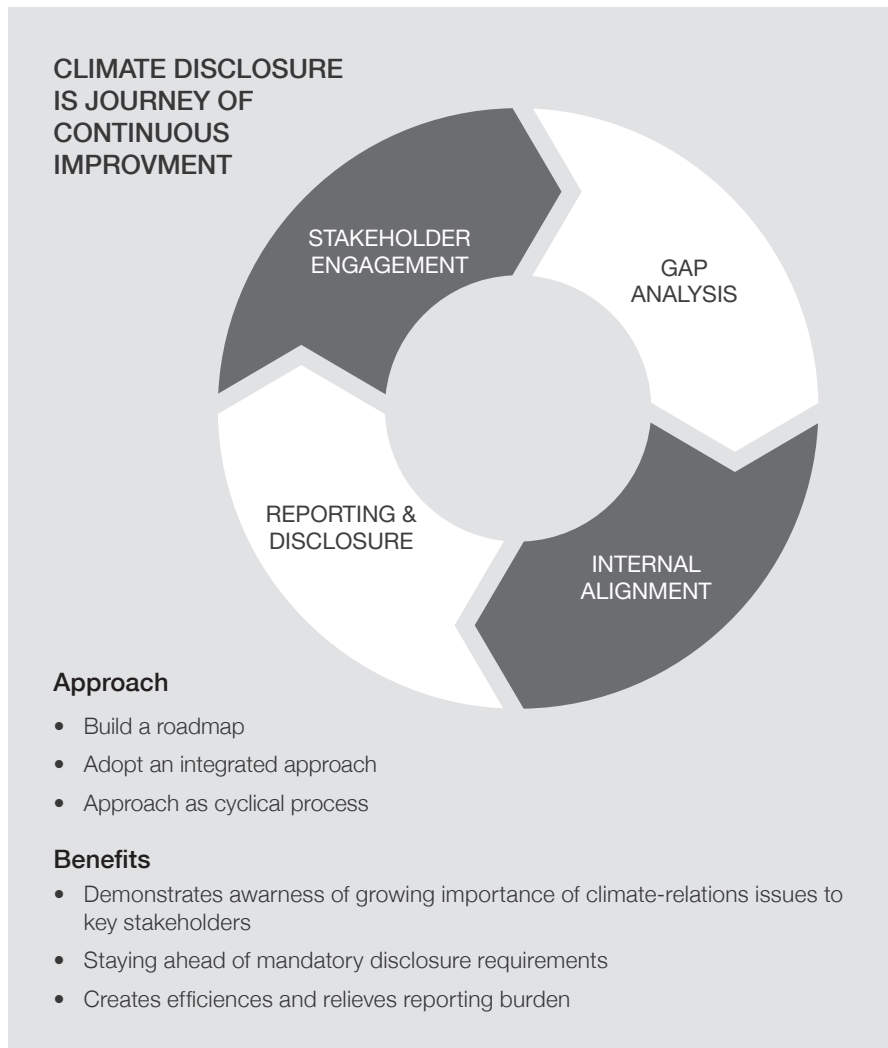 CLIMATE DISCLOSURE
IS JOURNEY OF
CONTINUOUS
IMPROVMENT
STAKEHOLDER
ENGAGEMENT
GAP
ANALYSIS
REPORTING &
DISCLOSURE
INTERNAL
ALIGNMENT
Approach
• Build a roadmap
• Adopt an integrated approach
• Approach as cyclical process
Benefits
• Demonstrates awarness of growing importance of climate-relations issues to
key stakeholders
• Staying ahead of mandatory disclosure requirements
• Creates efficiences and relieves reporting burden